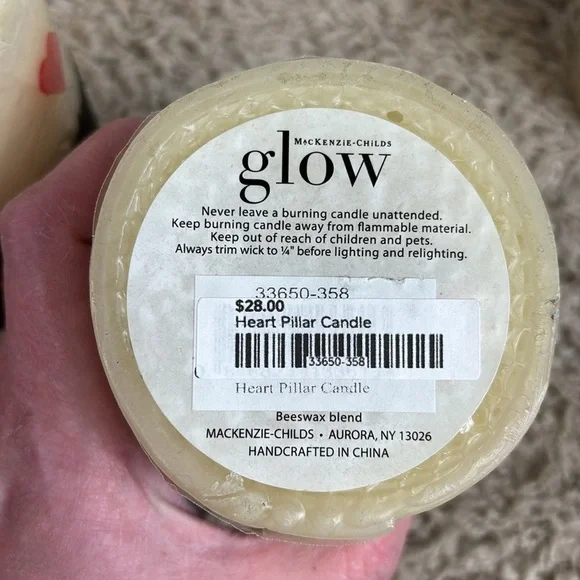 MACKENZIE-CHILDS
glow
Never leave a burning candle unattended.
Keep burning candle away from flammable material.
Keep out of reach of children and pets.
Always trim wick to ¼" before lighting and relighting.
33650-358
$28.00
Heart Pillar Candle
33650-358
Heart Pillar Candle
Beeswax blend
MACKENZIE-CHILDS • AURORA, NY 13026
HANDCRAFTED IN CHINA